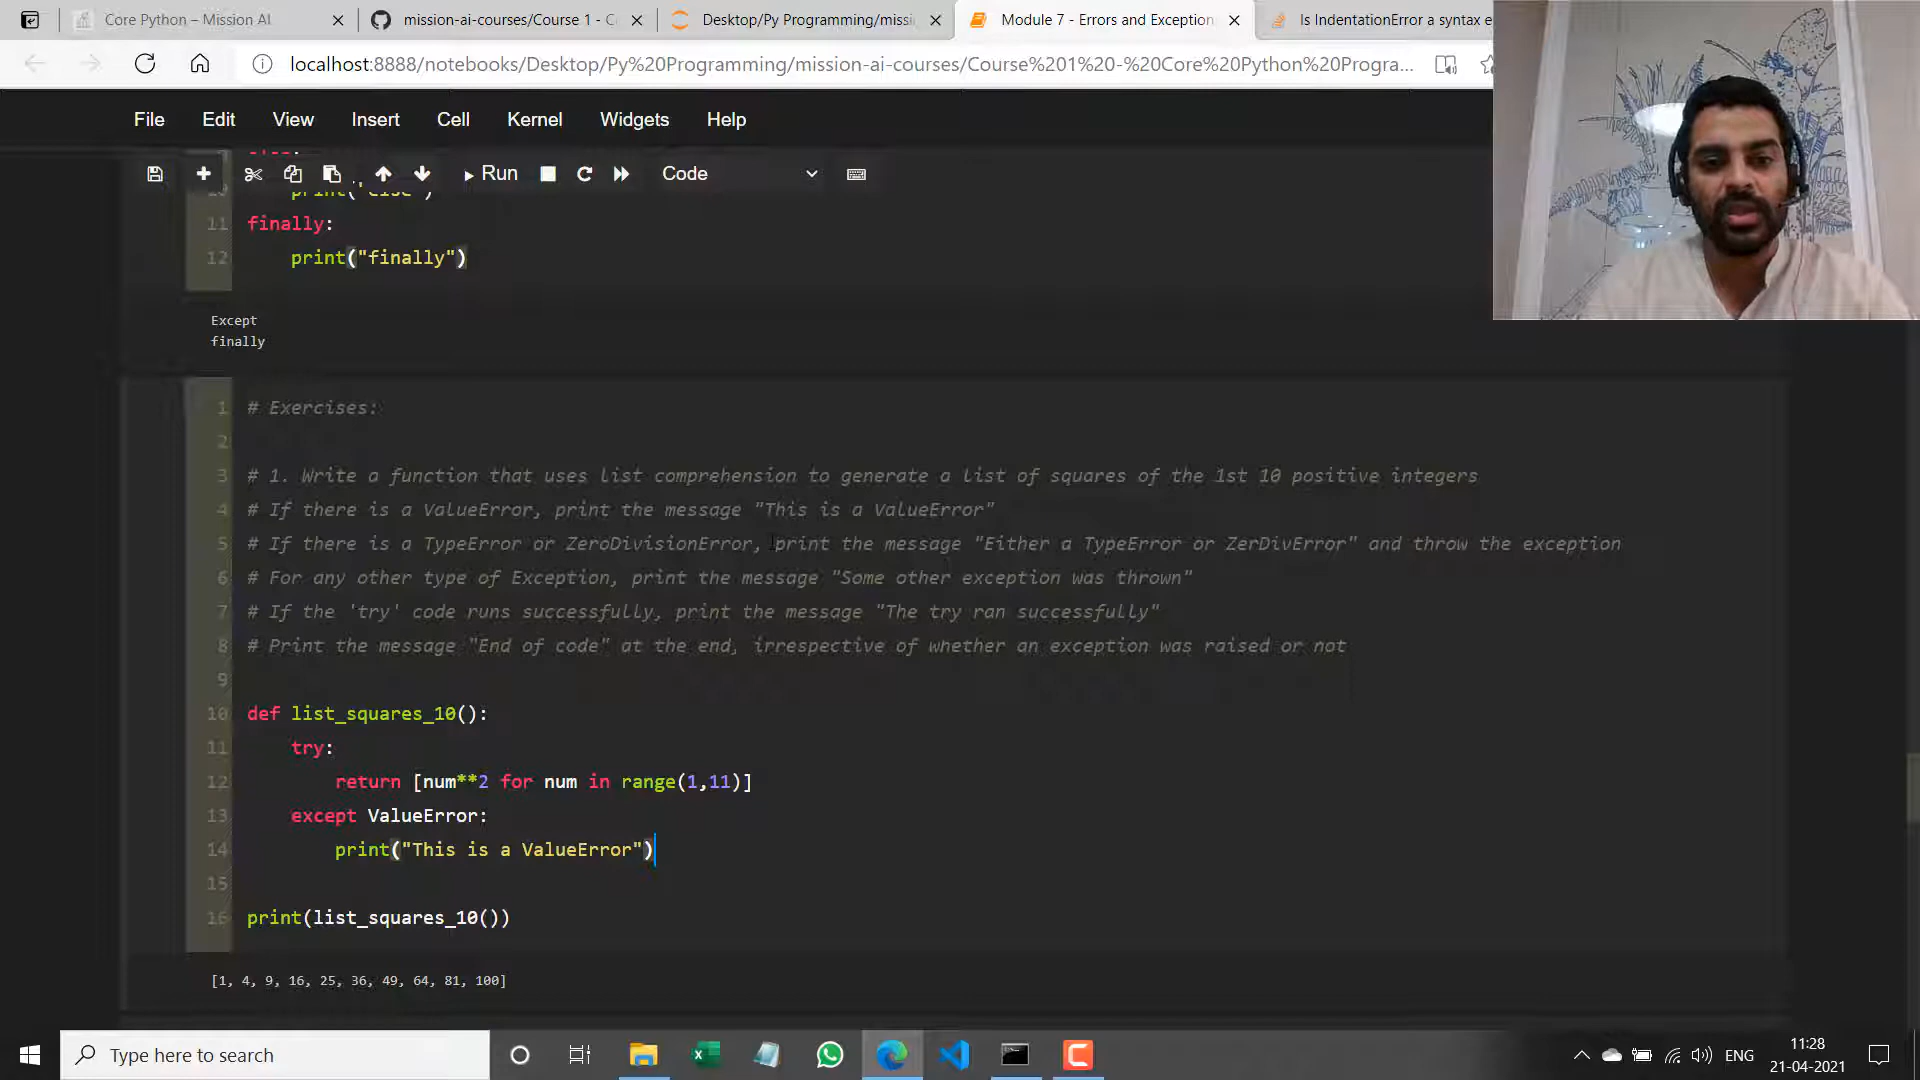 Core Python – Mission AI
mission-ai-courses/Course 1 - C
Desktop/Py Programming/missi
Module 7 - Errors and Exception
Is IndentationError a syntax e
localhost:8888/notebooks/Desktop/Py%20Programming/mission-ai-courses/Course%201%20-%20Core%20Python%20Progra...
File Edit View Insert Cell Kernel Widgets Help
Run Code
11 finally:
12 print("finally")
Except
finally
1 # Exercises:
2
3 # 1. Write a function that uses list comprehension to generate a list of squares of the 1st 10 positive integers
4 # If there is a ValueError, print the message "This is a ValueError"
5 # If there is a TypeError or ZeroDivisionError, print the message "Either a TypeError or ZerDivError" and throw the exception
6 # For any other type of Exception, print the message "Some other exception was thrown"
7 # If the 'try' code runs successfully, print the message "The try ran successfully"
8 # Print the message "End of code" at the end, irrespective of whether an exception was raised or not
9
10 def list_squares_10():
11 try:
12 return [num**2 for num in range(1,11)]
13 except ValueError:
14 print("This is a ValueError")
15
16 print(list_squares_10())
[1, 4, 9, 16, 25, 36, 49, 64, 81, 100]
Type here to search
ENG
11:28
21-04-2021